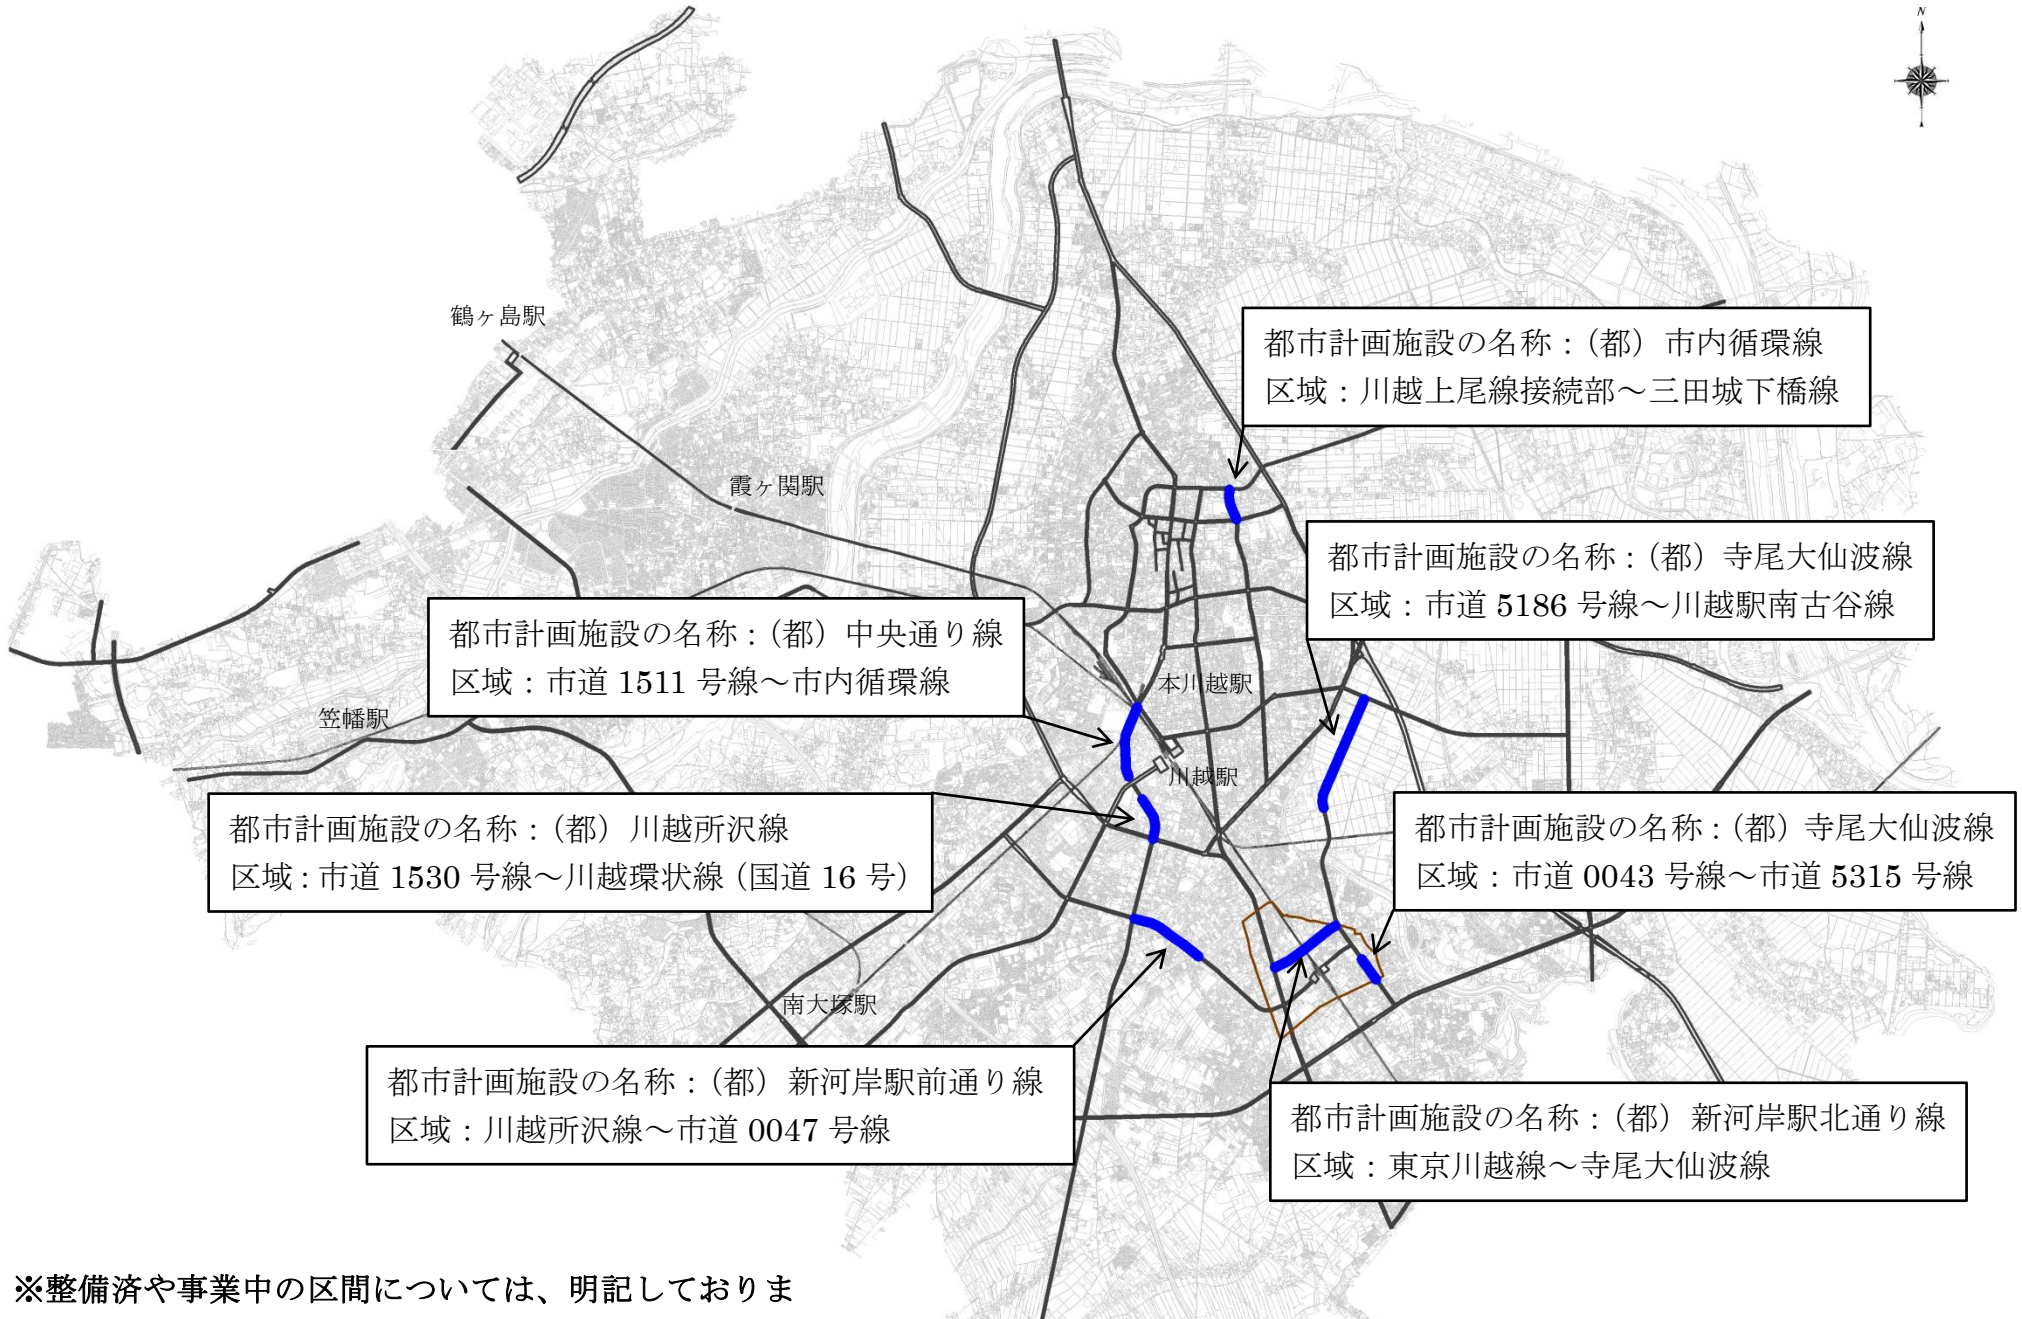 N
鶴ヶ島駅
都市計画施設の名称：（都）市内循環線
区域：川越上尾線接続部～三田城下橋線
霞ヶ関駅
都市計画施設の名称：（都）寺尾大仙波線
区域：市道 5186 号線～川越駅南古谷線
都市計画施設の名称：（都）中央通り線
区域：市道 1511 号線～市内循環線
本川越駅
笠幡駅
川越駅
都市計画施設の名称：（都）川越所沢線
区域：市道 1530 号線～川越環状線（国道 16 号）
都市計画施設の名称：（都）寺尾大仙波線
区域：市道 0043 号線～市道 5315 号線
南大塚駅
都市計画施設の名称：（都）新河岸駅前通り線
区域：川越所沢線～市道 0047 号線
都市計画施設の名称：（都）新河岸駅北通り線
区域：東京川越線～寺尾大仙波線
※整備済や事業中の区間については、明記しておりま